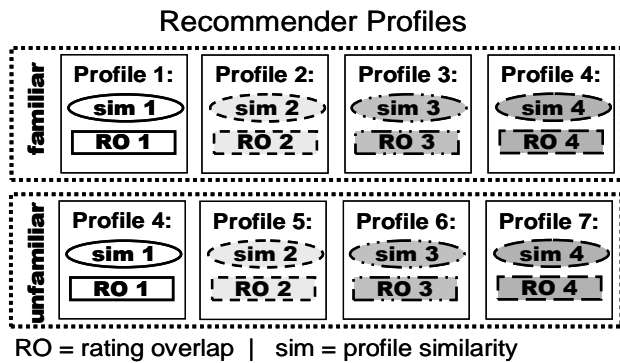 Recommender Profiles
familiar
Profile 1: Profile 2: Profile 3: Profile 4:
sim 1 sim 2 sim 3 sim 4
RO 1 RO 2 RO 3 RO 4
unfamiliar
Profile 4: Profile 5: Profile 6: Profile 7:
sim 1 sim 2 sim 3 sim 4
RO 1 RO 2 RO 3 RO 4
RO = rating overlap | sim = profile similarity